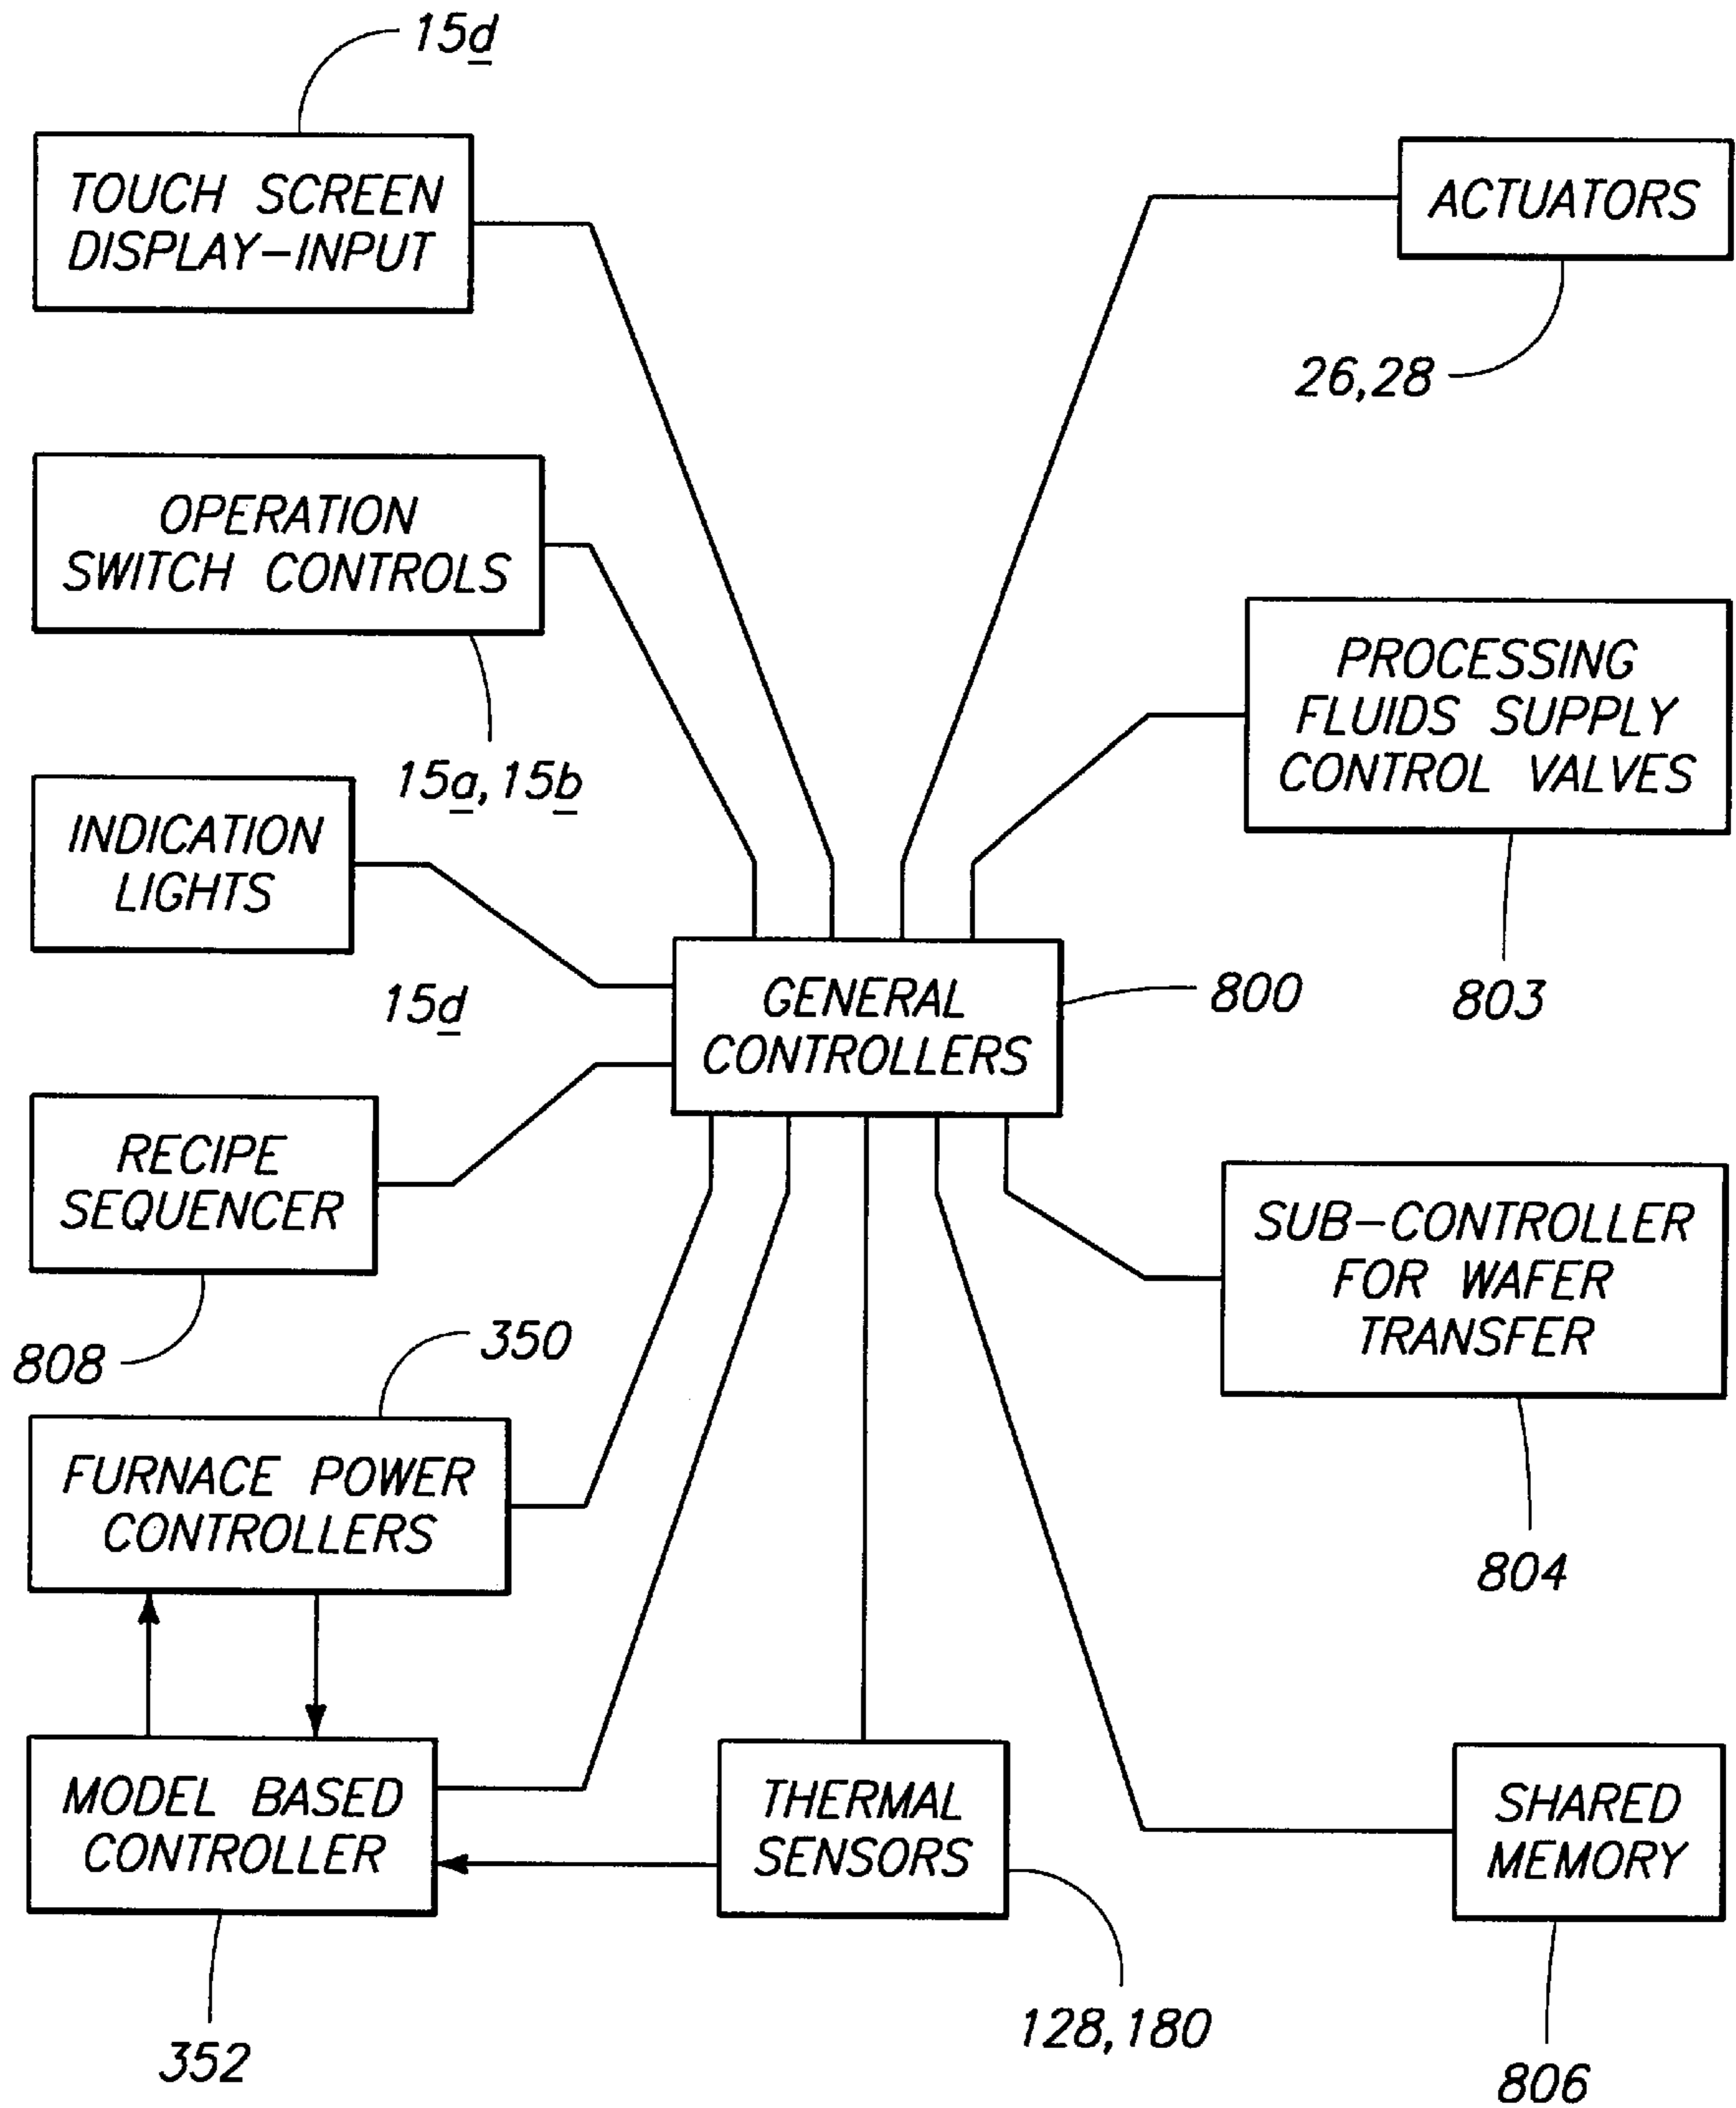 15d
TOUCH SCREEN
DISPLAY-INPUT
ACTUATORS
26,28
OPERATION
SWITCH CONTROLS
15a, 15b
PROCESSING
FLUIDS SUPPLY
CONTROL VALVES
803
INDICATION
LIGHTS
15d
GENERAL
CONTROLLERS
800
RECIPE
SEQUENCER
808
SUB-CONTROLLER
FOR WAFER
TRANSFER
804
350
FURNACE POWER
CONTROLLERS
MODEL BASED
CONTROLLER
352
THERMAL
SENSORS
128,180
SHARED
MEMORY
806